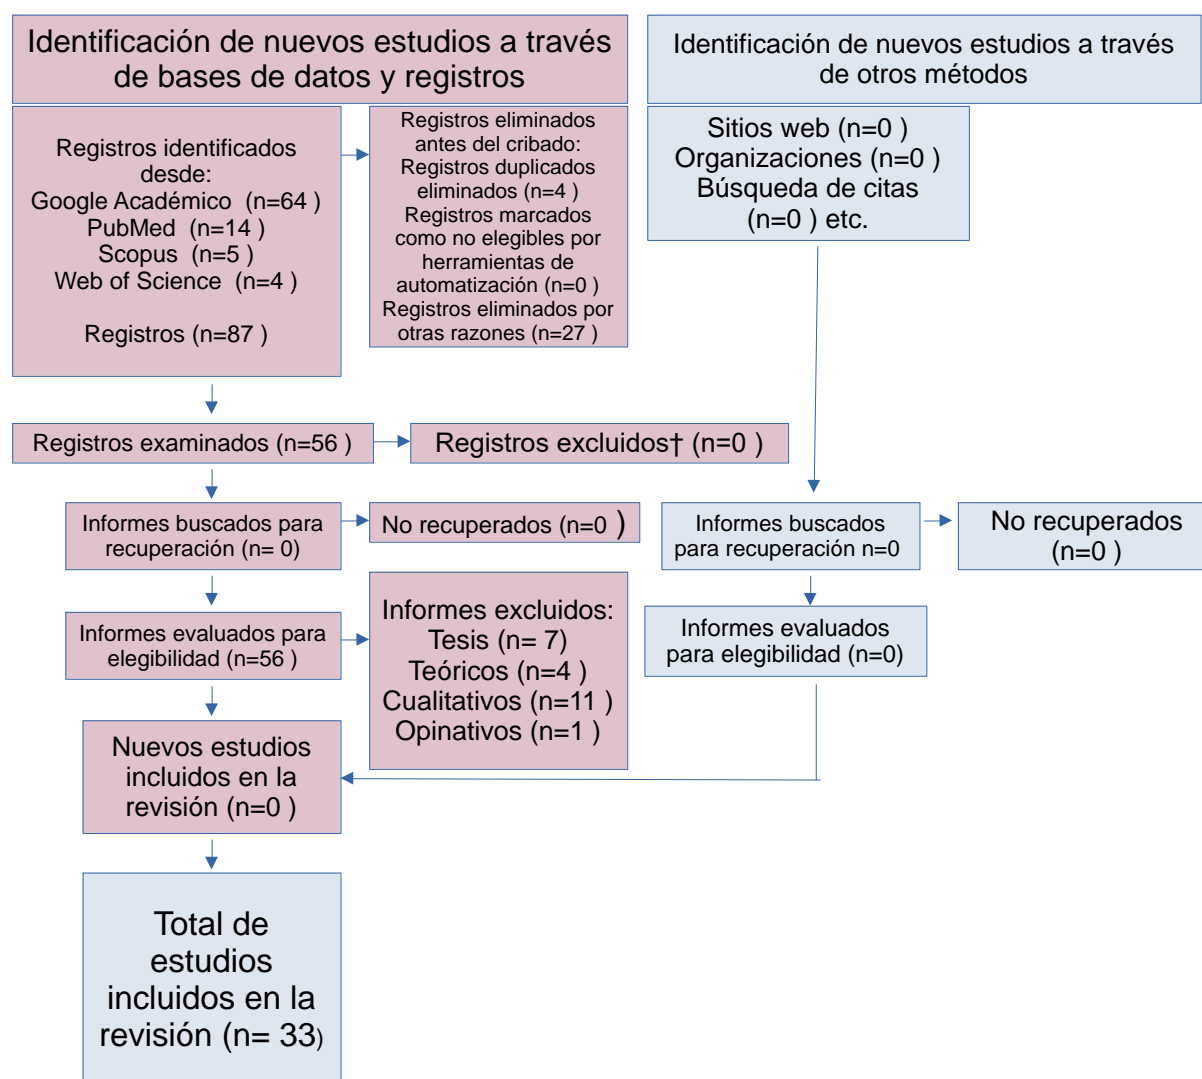 Identificación de nuevos estudios a través
de bases de datos y registros
Identificación de nuevos estudios a través
de otros métodos
Registros identificados
desde:
Google Académico (n=64 )
PubMed (n=14 )
Scopus (n=5 )
Web of Science (n=4 )
Registros (n=87 )
Registros eliminados
antes del cribado:
Registros duplicados
eliminados (n=4 )
Registros marcados
como no elegibles por
herramientas de
automatización (n=0 )
Registros eliminados por
otras razones (n=27 )
Sitios web (n=0 )
Organizaciones (n=0 )
Búsqueda de citas
(n=0 ) etc.
Registros examinados (n=56 )
Registros excluidos† (n=0 )
Informes buscados para
recuperación (n= 0)
No recuperados (n=0 )
Informes buscados
para recuperación n=0
No recuperados
(n=0 )
Informes evaluados para
elegibilidad (n=56 )
Informes excluidos:
Tesis (n= 7)
Teóricos (n=4 )
Cualitativos (n=11 )
Opinativos (n=1 )
Informes evaluados
para elegibilidad (n=0)
Nuevos estudios
incluidos en la
revisión (n=0 )
Total de
estudios
incluidos en la
revisión (n= 33)